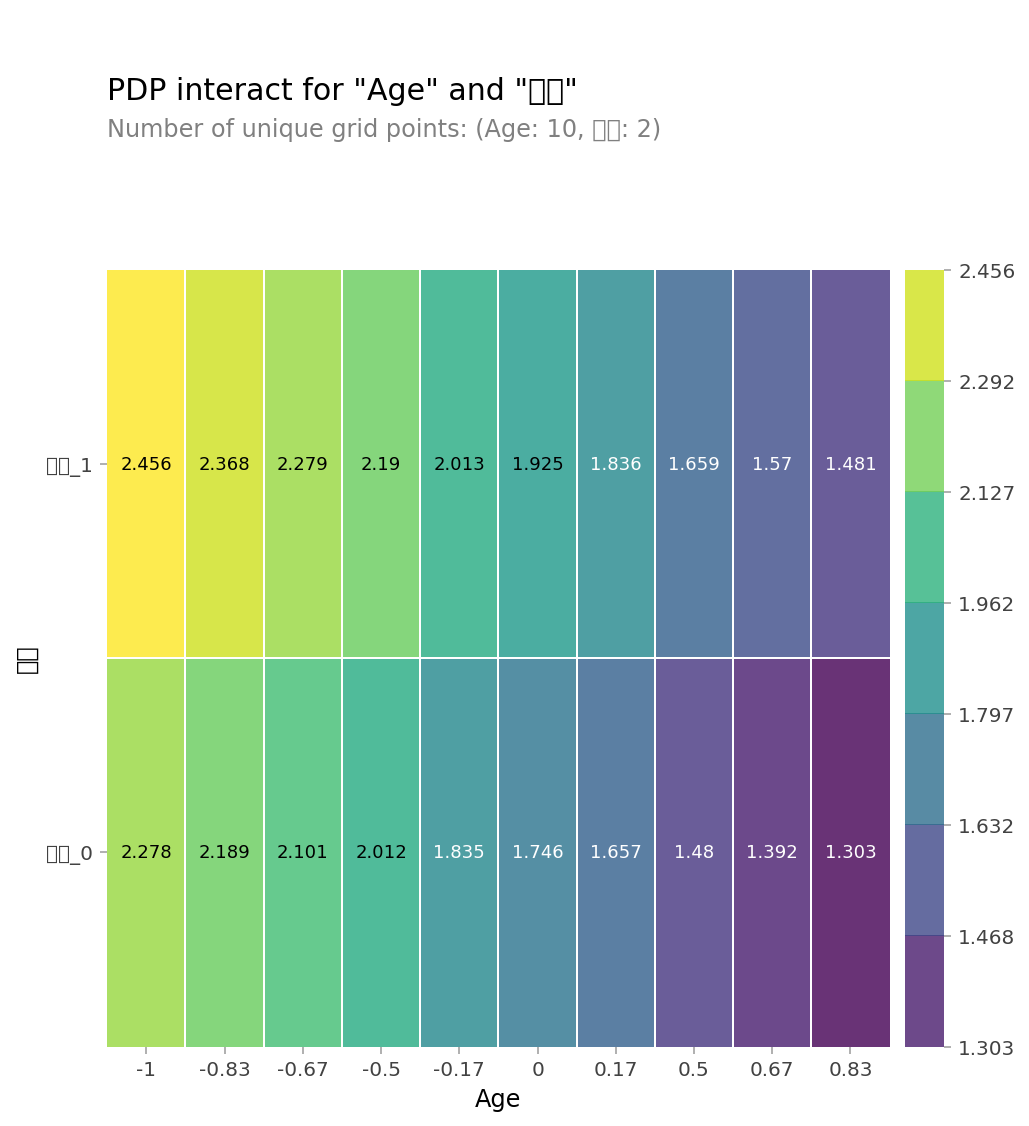 PDP interact for "Age" and ""
Number of unique grid points: (Age: 10, : 2)
2.456
2.292
2.127
1.962
1.797
1.632
1.468
1.303
_1
2.456 2.368 2.279 2.19 2.013 1.925 1.836 1.659 1.57 1.481
_0
2.278 2.189 2.101 2.012 1.835 1.746 1.657 1.48 1.392 1.303
-1 -0.83 -0.67 -0.5 -0.17 0 0.17 0.5 0.67 0.83
Age